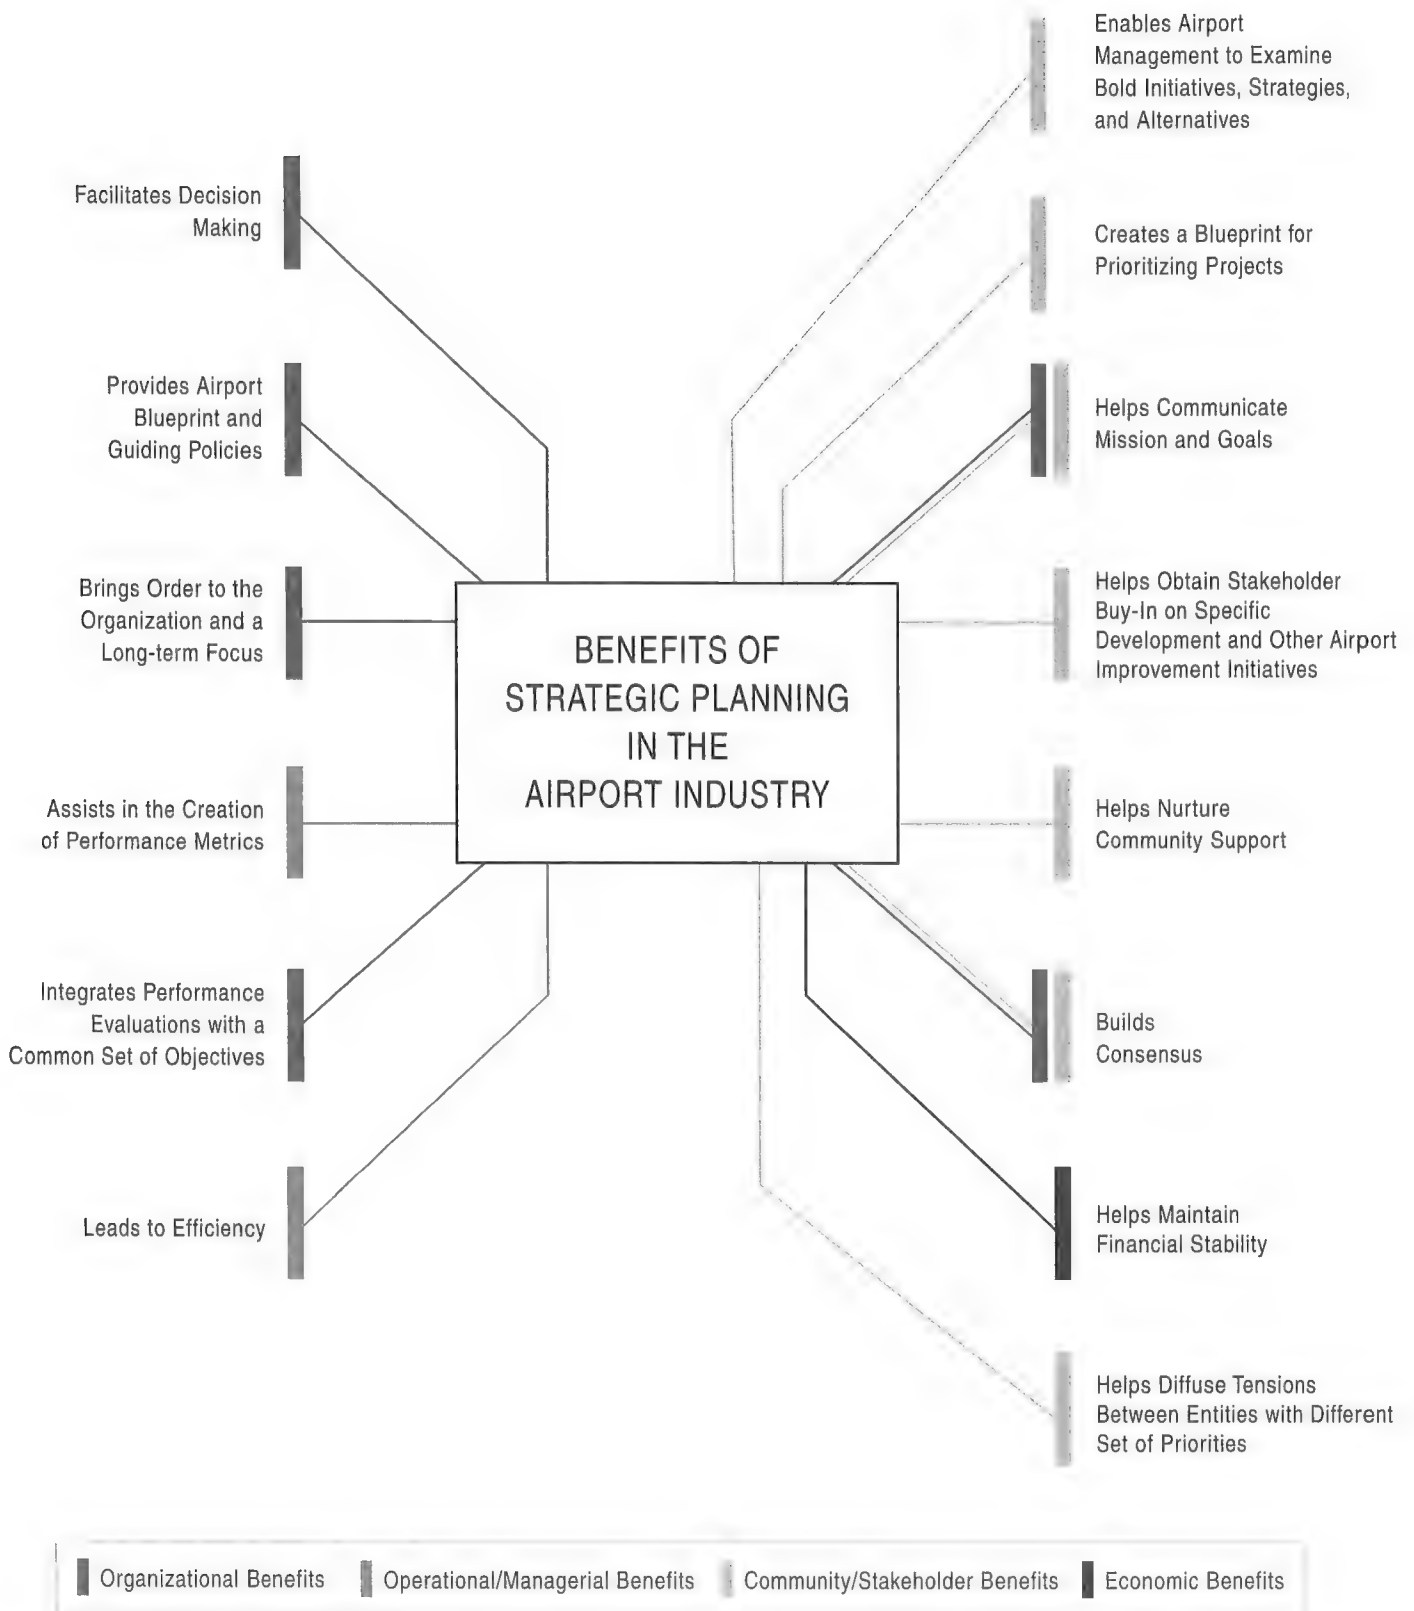 Enables Airport
Management to Examine
Bold Initiatives, Strategies,
and Alternatives
Facilitates Decision
Making
Creates a Blueprint for
Prioritizing Projects
Provides Airport
Blueprint and
Guiding Policies
Helps Communicate
Mission and Goals
Brings Order to the
Organization and a
Long-term Focus
BENEFITS OF
STRATEGIC PLANNING
IN THE
AIRPORT INDUSTRY
Helps Obtain Stakeholder
Buy-In on Specific
Development and Other Airport
Improvement Initiatives
Assists in the Creation
of Performance Metrics
Helps Nurture
Community Support
Integrates Performance
Evaluations with a
Common Set of Objectives
Builds
Consensus
Leads to Efficiency
Helps Maintain
Financial Stability
Helps Diffuse Tensions
Between Entities with Different
Set of Priorities
Organizational Benefits
Operational/Managerial Benefits
Community/Stakeholder Benefits
Economic Benefits